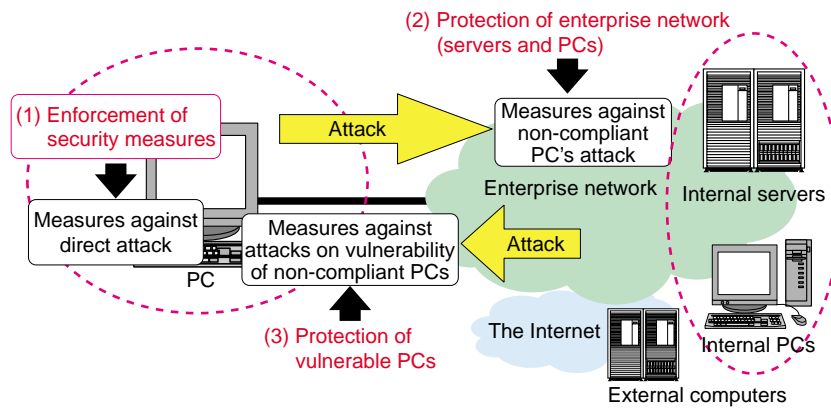 (2) Protection of enterprise network
(servers and PCs)
(1) Enforcement of
security measures
Attack
Measures against
non-compliant
PC's attack
Enterprise network
Internal servers
Measures against
direct attack
Measures against
attacks on vulnerability
of non-compliant PCs
Attack
PC
(3) Protection of
vulnerable PCs
The Internet
Internal PCs
External computers